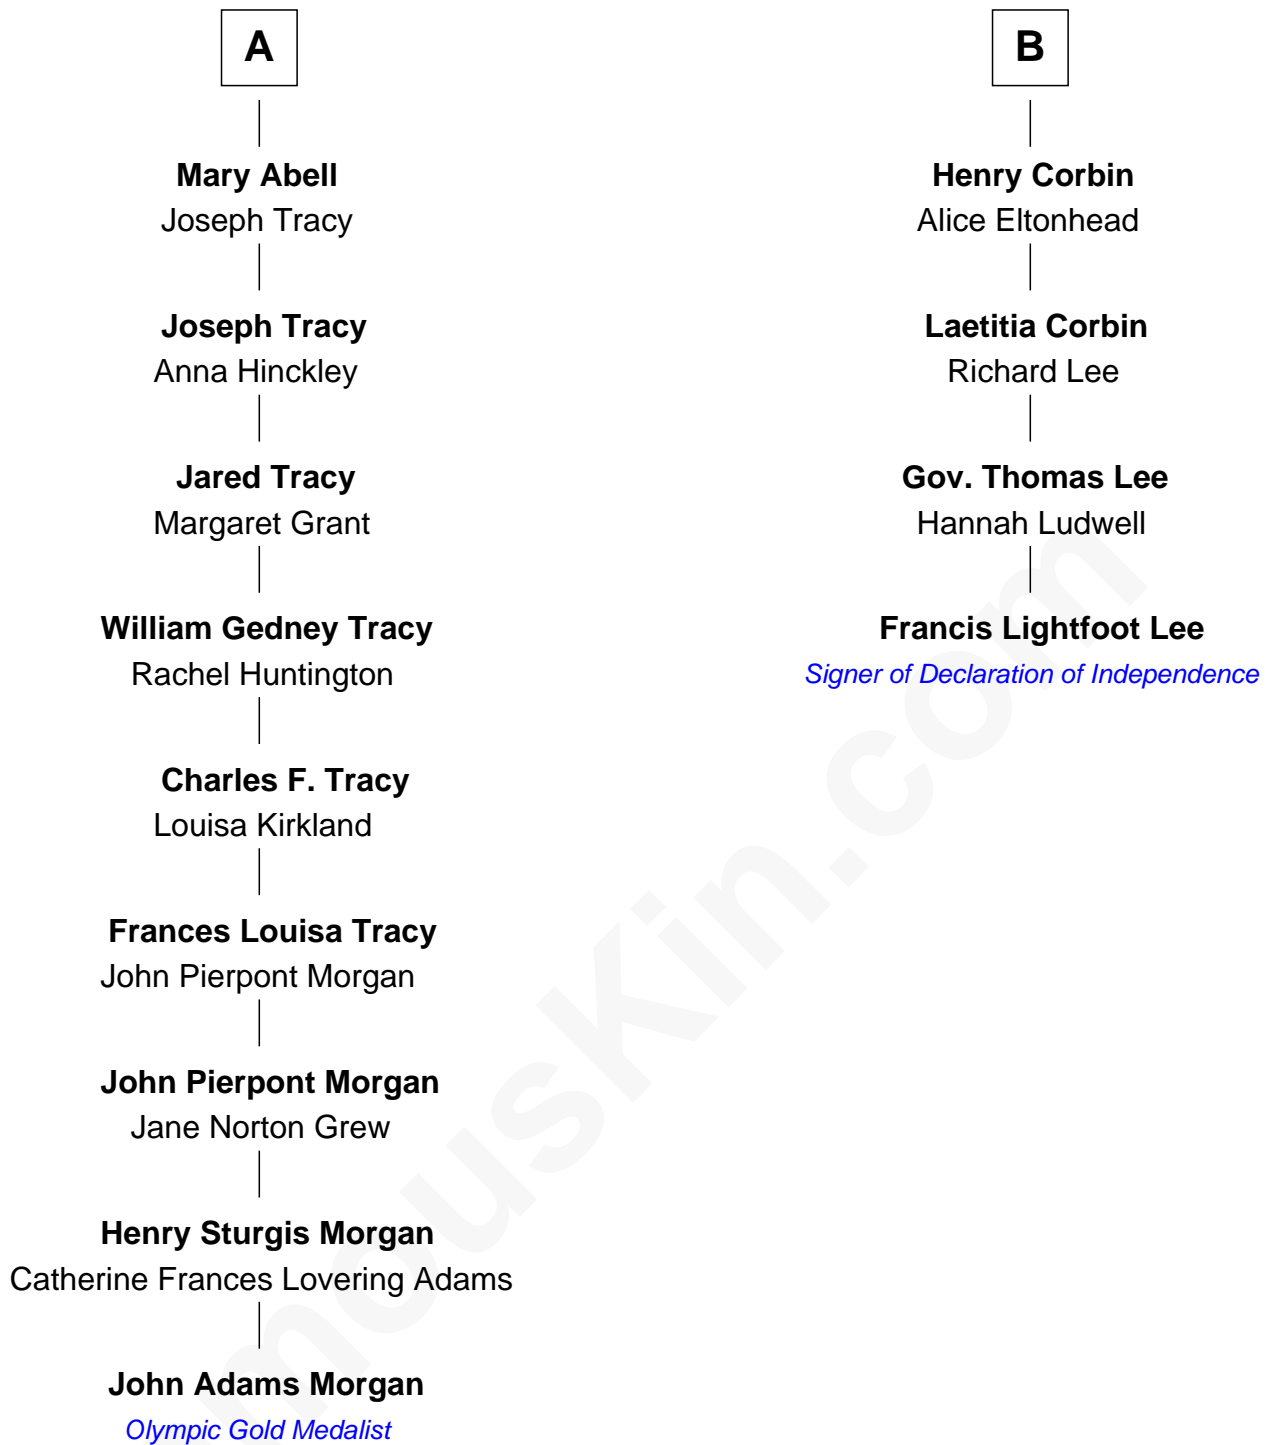 A
Mary Abell
Joseph Tracy
Joseph Tracy
Anna Hinckley
Jared Tracy
Margaret Grant
William Gedney Tracy
Rachel Huntington
Charles F. Tracy
Louisa Kirkland
Frances Louisa Tracy
John Pierpont Morgan
John Pierpont Morgan
Jane Norton Grew
Henry Sturgis Morgan
Catherine Frances Lovering Adams
John Adams Morgan
Olympic Gold Medalist
B
Henry Corbin
Alice Eltonhead
Laetitia Corbin
Richard Lee
Gov. Thomas Lee
Hannah Ludwell
Francis Lightfoot Lee
Signer of Declaration of Independence
mousKin.com